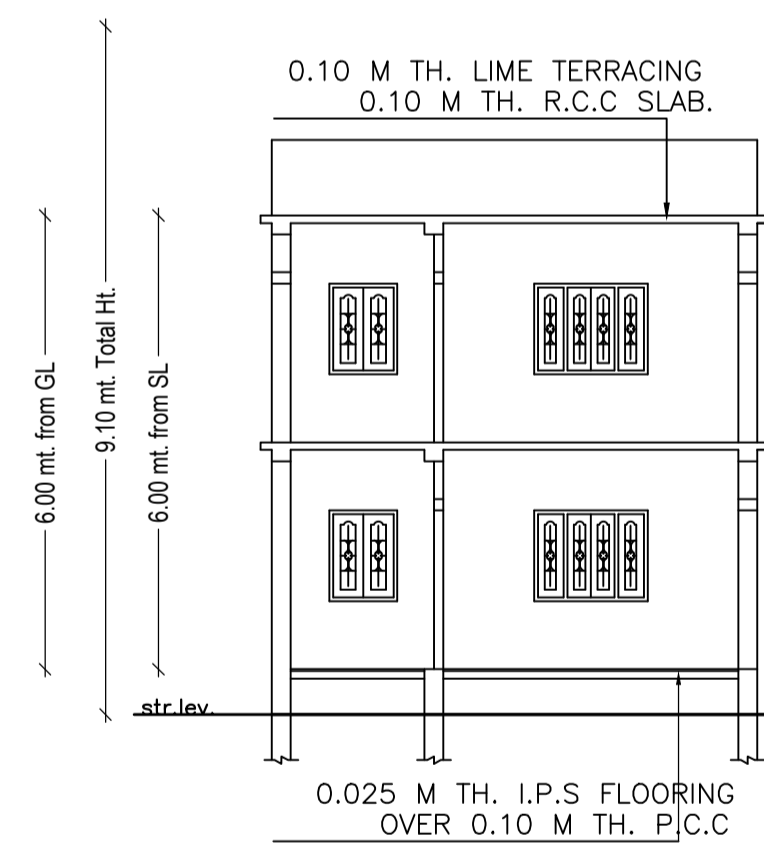 0.10 M TH. LIME TERRACING
0.10 M TH. R.C.C SLAB.
6.00 mt. from GL
9.10 mt. Total Ht.
6.00 mt. from SL
str.lev.
0.025 M TH. I.P.S FLOORING
OVER 0.10 M TH. P.C.C